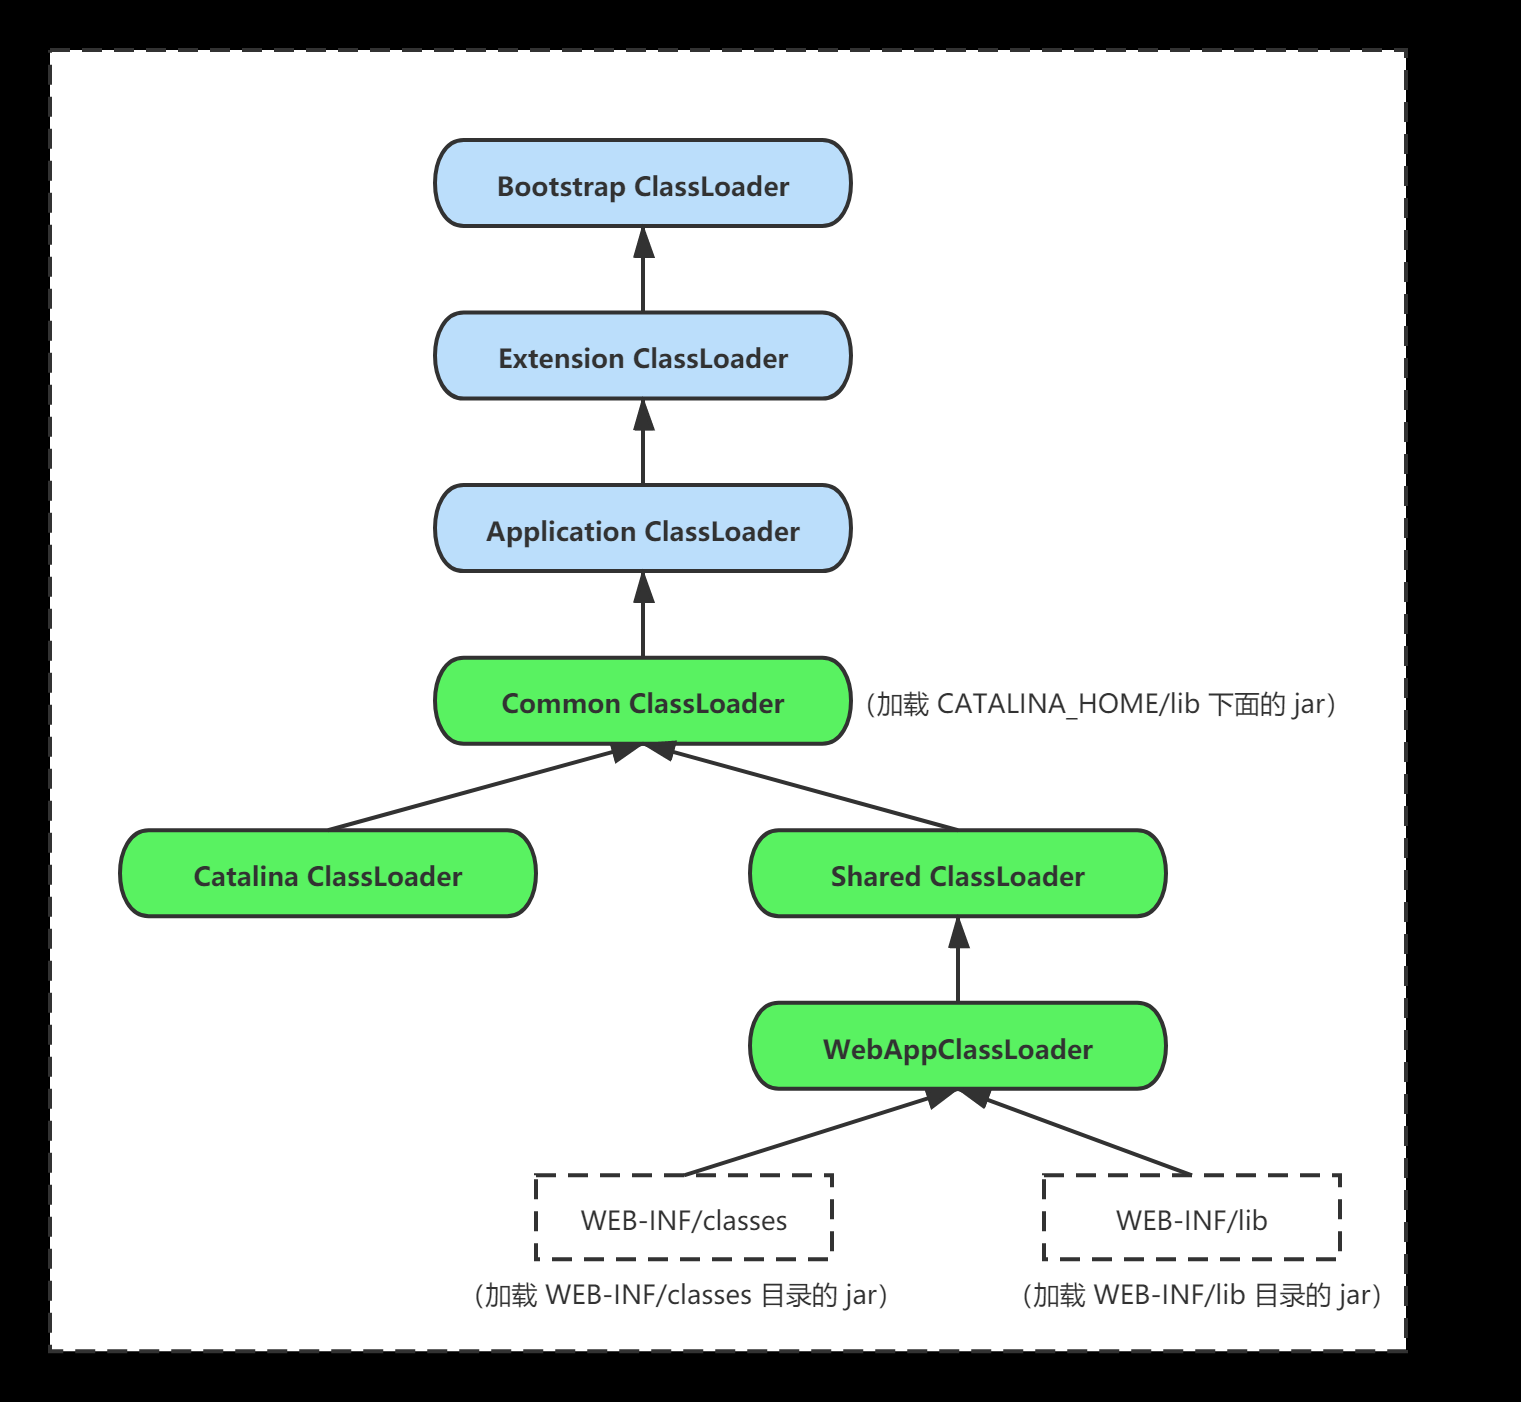 Bootstrap ClassLoader
Extension ClassLoader
Application ClassLoader
Common ClassLoader
（加载 CATALINA_HOME/lib 下面的 jar）
Catalina ClassLoader
Shared ClassLoader
WebAppClassLoader
WEB-INF/classes
WEB-INF/lib
（加载 WEB-INF/classes 目录的 jar）
（加载 WEB-INF/lib 目录的 jar）